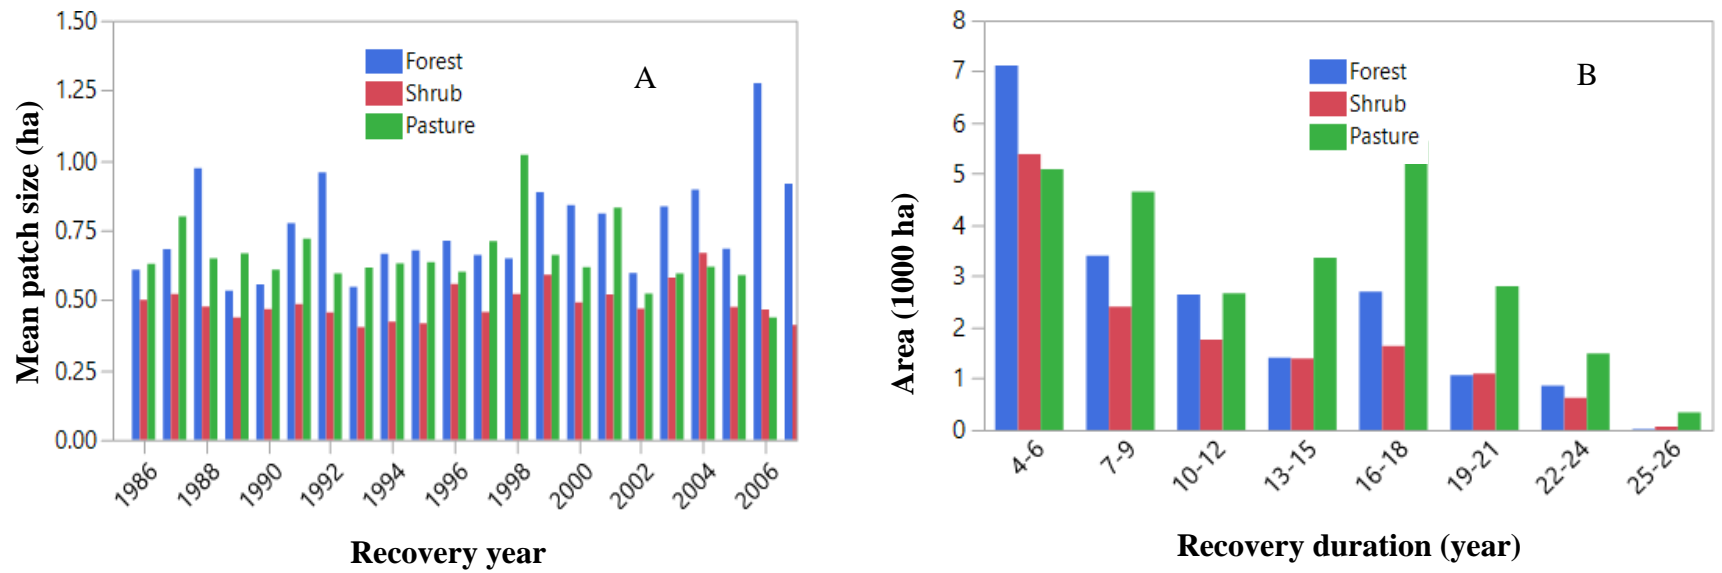 1.50
1.25
1.00
0.75
0.50
0.25
0.00
Mean patch size (ha)
Forest
Shrub
Pasture
A
1986
1988
1990
1992
1994
1996
1998
2000
2002
2004
2006
Recovery year
8
7
6
5
4
3
2
1
0
Area (1000 ha)
Forest
Shrub
Pasture
B
4-6
7-9
10-12
13-15
16-18
19-21
22-24
25-26
Recovery duration (year)